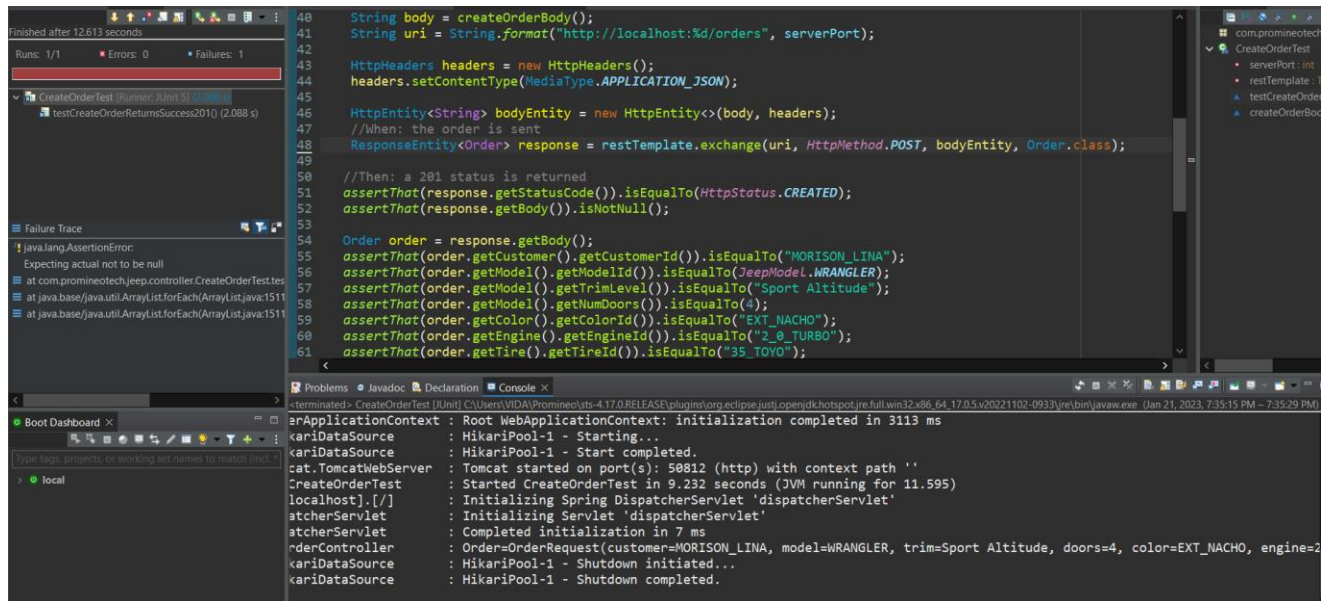 Finished after 12.613 seconds
Runs: 1/1
Errors: 0
Failures: 1
CreateOrderTest [Runner: JUnit 5] (2.088 s)
testCreateOrderReturnsSuccess201() (2.088 s)
Failure Trace
java.lang.AssertionError:
Expecting actual not to be null
at com.promineotech.jeep.controller.CreateOrderTest.tes
at java.base/java.util.ArrayList.forEach(ArrayList.java:1511
at java.base/java.util.ArrayList.forEach(ArrayList.java:1511
Boot Dashboard
Type tags, projects, or working set names to match (incl. *
local
40 String body = createOrderBody();
41 String uri = String.format("http://localhost:%d/orders", serverPort);
42
43 HttpHeaders headers = new HttpHeaders();
44 headers.setContentType(MediaType.APPLICATION_JSON);
45
46 HttpEntity<String> bodyEntity = new HttpEntity<>(body, headers);
47 //When: the order is sent
48 ResponseEntity<Order> response = restTemplate.exchange(uri, HttpMethod.POST, bodyEntity, Order.class);
49
50 //Then: a 201 status is returned
51 assertThat(response.getStatusCode()).isEqualTo(HttpStatus.CREATED);
52 assertThat(response.getBody()).isNotNull();
53
54 Order order = response.getBody();
55 assertThat(order.getCustomer().getCustomerId()).isEqualTo("MORISON_LINA");
56 assertThat(order.getModel().getModelId()).isEqualTo(JeepModel.WRANGLER);
57 assertThat(order.getModel().getTrimLevel()).isEqualTo("Sport Altitude");
58 assertThat(order.getModel().getNumDoors()).isEqualTo(4);
59 assertThat(order.getColor().getColorId()).isEqualTo("EXT_NACHO");
60 assertThat(order.getEngine().getEngineId()).isEqualTo("2_0_TURBO");
61 assertThat(order.getTire().getTireId()).isEqualTo("35_TOYO");
com.promineotech
CreateOrderTest
serverPort : int
restTemplate : T
testCreateOrder
createOrderBod
Problems Javadoc Declaration Console
<terminated> CreateOrderTest [JUnit] C:\Users\VIDA\Promineo\sts-4.17.0.RELEASE\plugins\org.eclipse.justj.openjdk.hotspot.jre.full.win32.x86_64_17.0.5.v20221102-0933\jre\bin\javaw.exe (Jan 21, 2023, 7:35:15 PM – 7:35:29 PM)
erApplicationContext : Root WebApplicationContext: initialization completed in 3113 ms
kariDataSource : HikariPool-1 - Starting...
kariDataSource : HikariPool-1 - Start completed.
cat.TomcatWebServer : Tomcat started on port(s): 50812 (http) with context path ''
CreateOrderTest : Started CreateOrderTest in 9.232 seconds (JVM running for 11.595)
localhost].[/] : Initializing Spring DispatcherServlet 'dispatcherServlet'
atcherServlet : Initializing Servlet 'dispatcherServlet'
atcherServlet : Completed initialization in 7 ms
rderController : Order=OrderRequest(customer=MORISON_LINA, model=WRANGLER, trim=Sport Altitude, doors=4, color=EXT_NACHO, engine=2
kariDataSource : HikariPool-1 - Shutdown initiated...
kariDataSource : HikariPool-1 - Shutdown completed.